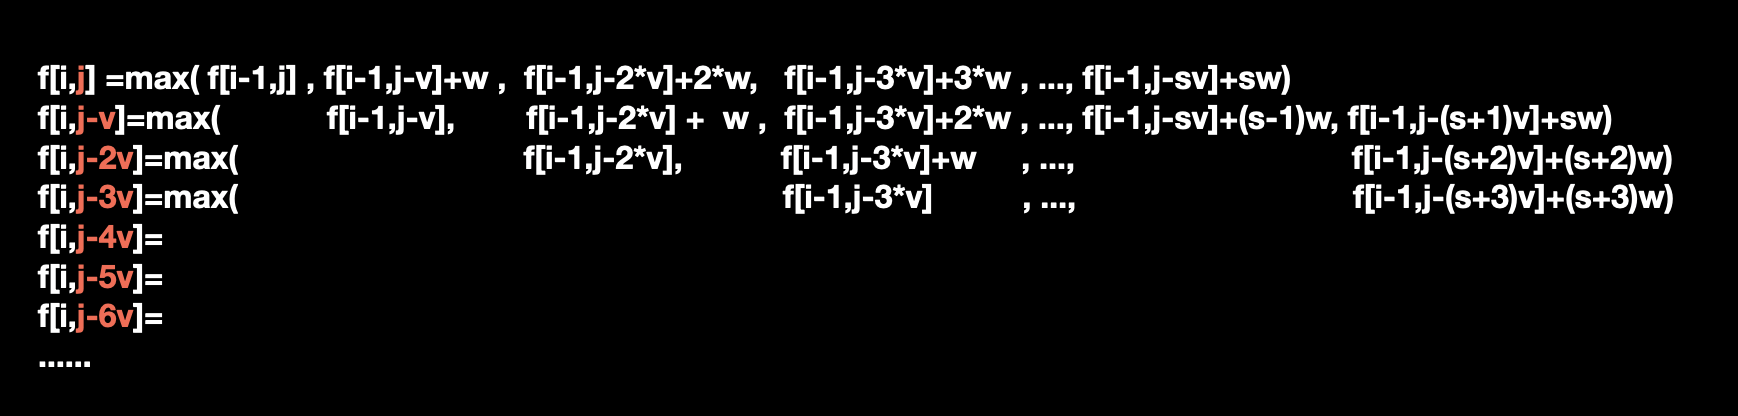 f[i,j] =max( f[i-1,j] , f[i-1,j-v]+w , f[i-1,j-2*v]+2*w, f[i-1,j-3*v]+3*w , ..., f[i-1,j-sv]+sw)
f[i,j-v]=max( f[i-1,j-v], f[i-1,j-2*v] + w , f[i-1,j-3*v]+2*w , ..., f[i-1,j-sv]+(s-1)w, f[i-1,j-(s+1)v]+sw)
f[i,j-2v]=max( f[i-1,j-2*v], f[i-1,j-3*v]+w , ..., f[i-1,j-(s+2)v]+(s+2)w)
f[i,j-3v]=max( f[i-1,j-3*v] , ..., f[i-1,j-(s+3)v]+(s+3)w)
f[i,j-4v]=
f[i,j-5v]=
f[i,j-6v]=
......